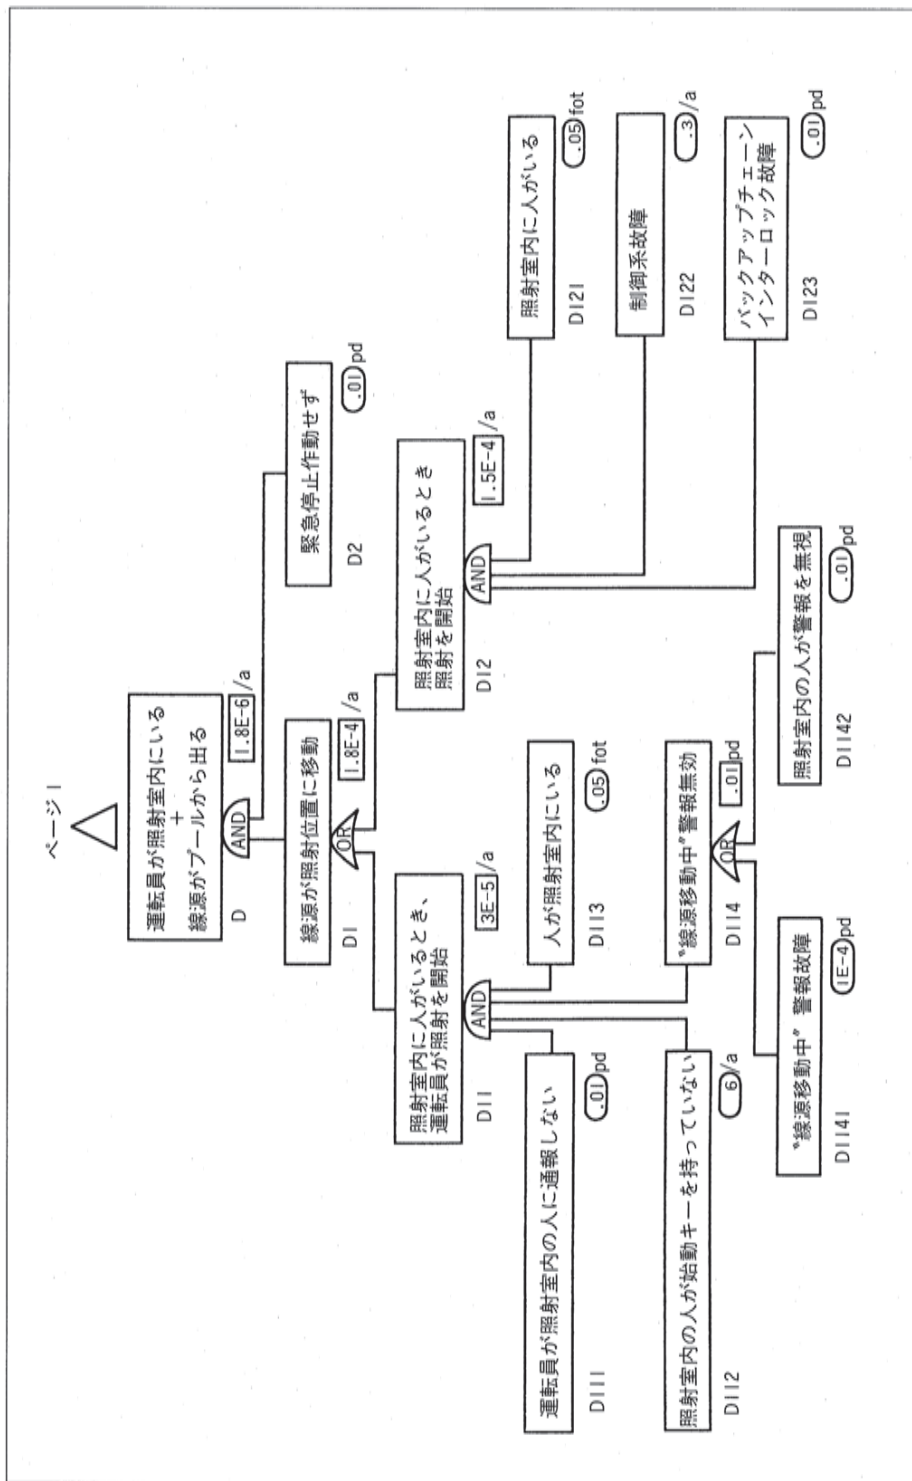 ページ 1
運転員が照射室内にいる
+
線源がプールから出る
D
1.8E-6 /a
AND
線源が照射位置に移動
D1
1.8E-4 /a
OR
緊急停止作動せず
D2
.01 pd
照射室内に人がいるとき、
運転員が照射を開始
D11
3E-5 /a
AND
照射室内に人がいるとき
照射を開始
D12
1.5E-4 /a
AND
運転員が照射室内の人に通報しない
D111
.01 pd
人が照射室内にいる
D113
.05 fot
照射室内に人がいる
D121
.05 fot
照射室内の人が始動キーを持っていない
D112
6 /a
〝線源移動中〞警報無効
D114
.01 pd
OR
制御系故障
D122
.3 /a
〝線源移動中〞 警報故障
D1141
1E-4 pd
照射室内の人が警報を無視
D1142
.01 pd
バックアップチェーン
インターロック故障
D123
.01 pd